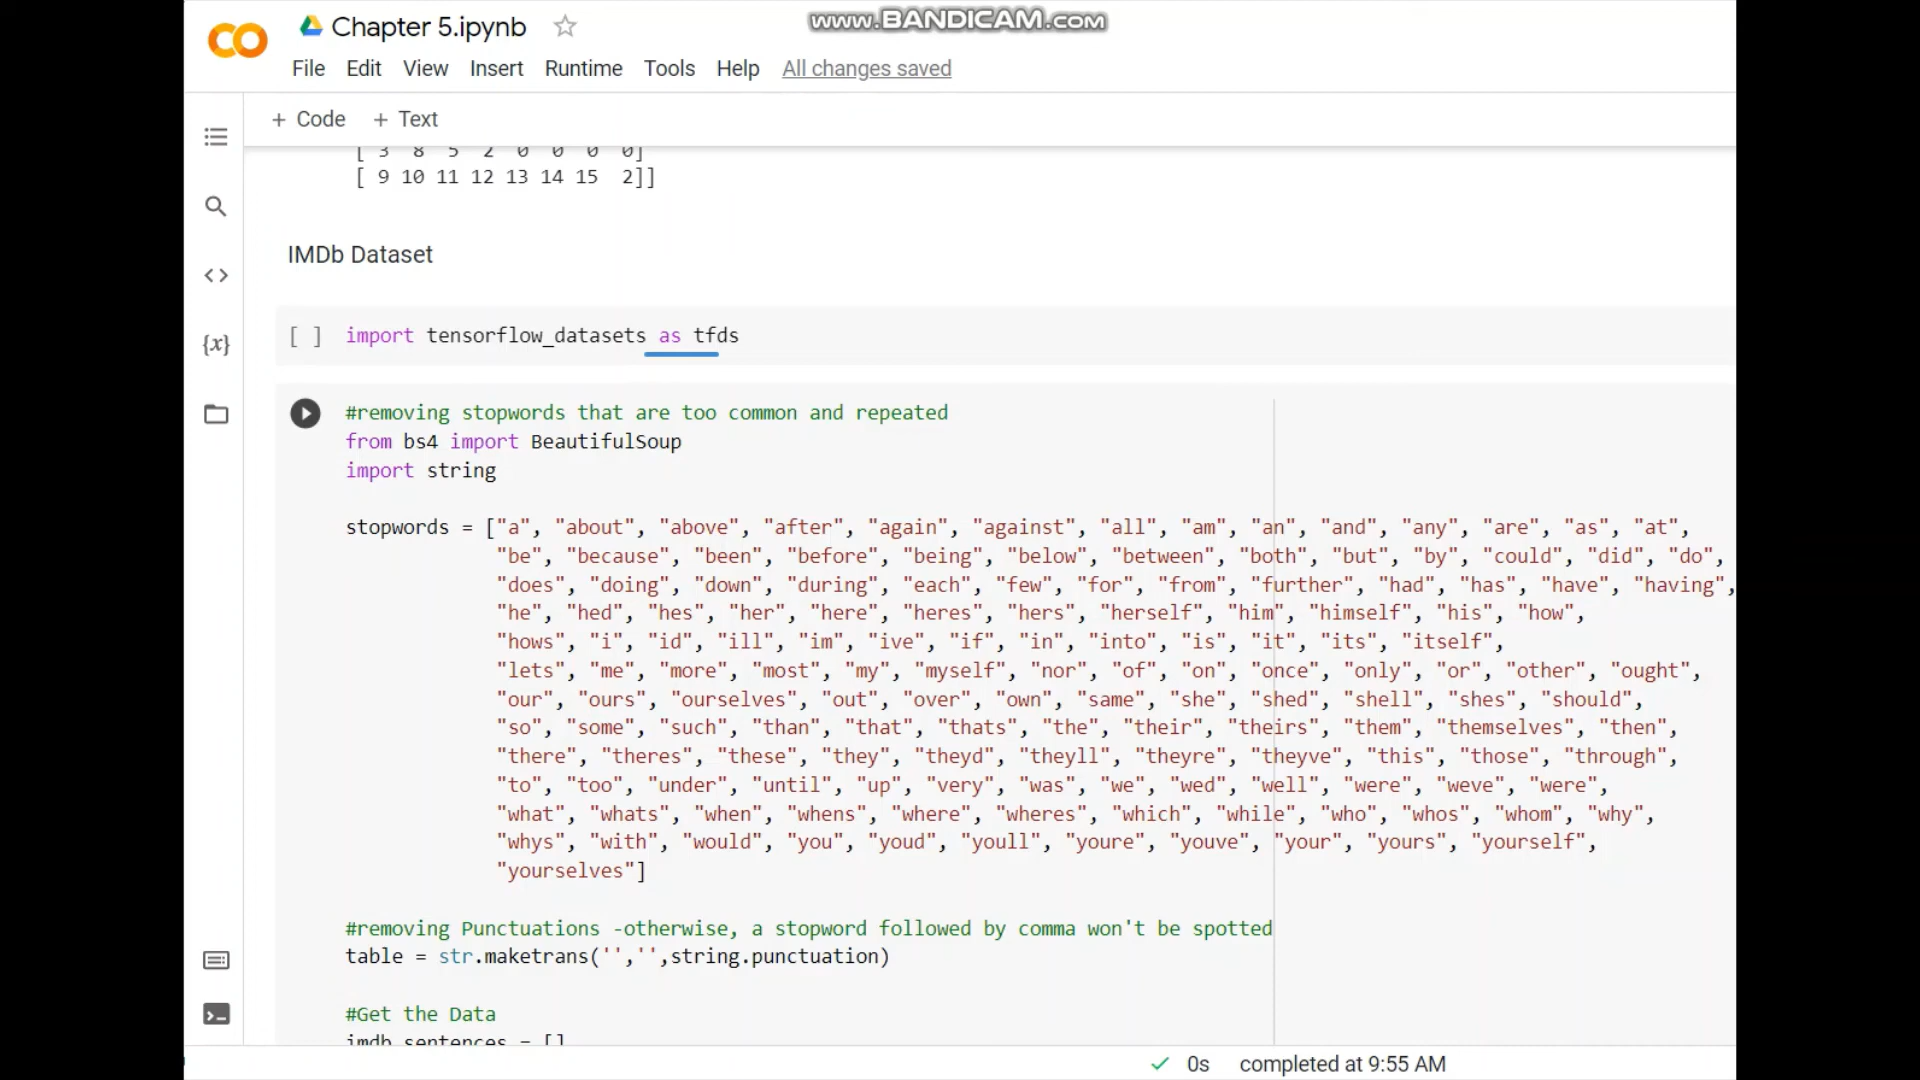 www.BANDICAM.com
CO
Chapter 5.ipynb
File Edit View Insert Runtime Tools Help All changes saved
+ Code + Text
[ 3 8 5 2 0 0 0 0]
[ 9 10 11 12 13 14 15 2]]
IMDb Dataset
[ ] import tensorflow_datasets as tfds
#removing stopwords that are too common and repeated
from bs4 import BeautifulSoup
import string
stopwords = ["a", "about", "above", "after", "again", "against", "all", "am", "an", "and", "any", "are", "as", "at",
"be", "because", "been", "before", "being", "below", "between", "both", "but", "by", "could", "did", "do",
"does", "doing", "down", "during", "each", "few", "for", "from", "further", "had", "has", "have", "having",
"he", "hed", "hes", "her", "here", "heres", "hers", "herself", "him", "himself", "his", "how",
"hows", "i", "id", "ill", "im", "ive", "if", "in", "into", "is", "it", "its", "itself",
"lets", "me", "more", "most", "my", "myself", "nor", "of", "on", "once", "only", "or", "other", "ought",
"our", "ours", "ourselves", "out", "over", "own", "same", "she", "shed", "shell", "shes", "should",
"so", "some", "such", "than", "that", "thats", "the", "their", "theirs", "them", "themselves", "then",
"there", "theres", "these", "they", "theyd", "theyll", "theyre", "theyve", "this", "those", "through",
"to", "too", "under", "until", "up", "very", "was", "we", "wed", "well", "were", "weve", "were",
"what", "whats", "when", "whens", "where", "wheres", "which", "while", "who", "whos", "whom", "why",
"whys", "with", "would", "you", "youd", "youll", "youre", "youve", "your", "yours", "yourself",
"yourselves"]
#removing Punctuations -otherwise, a stopword followed by comma won't be spotted
table = str.maketrans('','',string.punctuation)
#Get the Data
imdb_sentences = []
0s completed at 9:55 AM